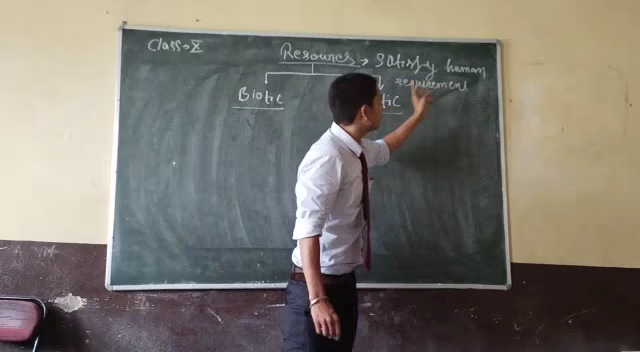 Class → X
Resources → satisfy human
requirement
Biotic